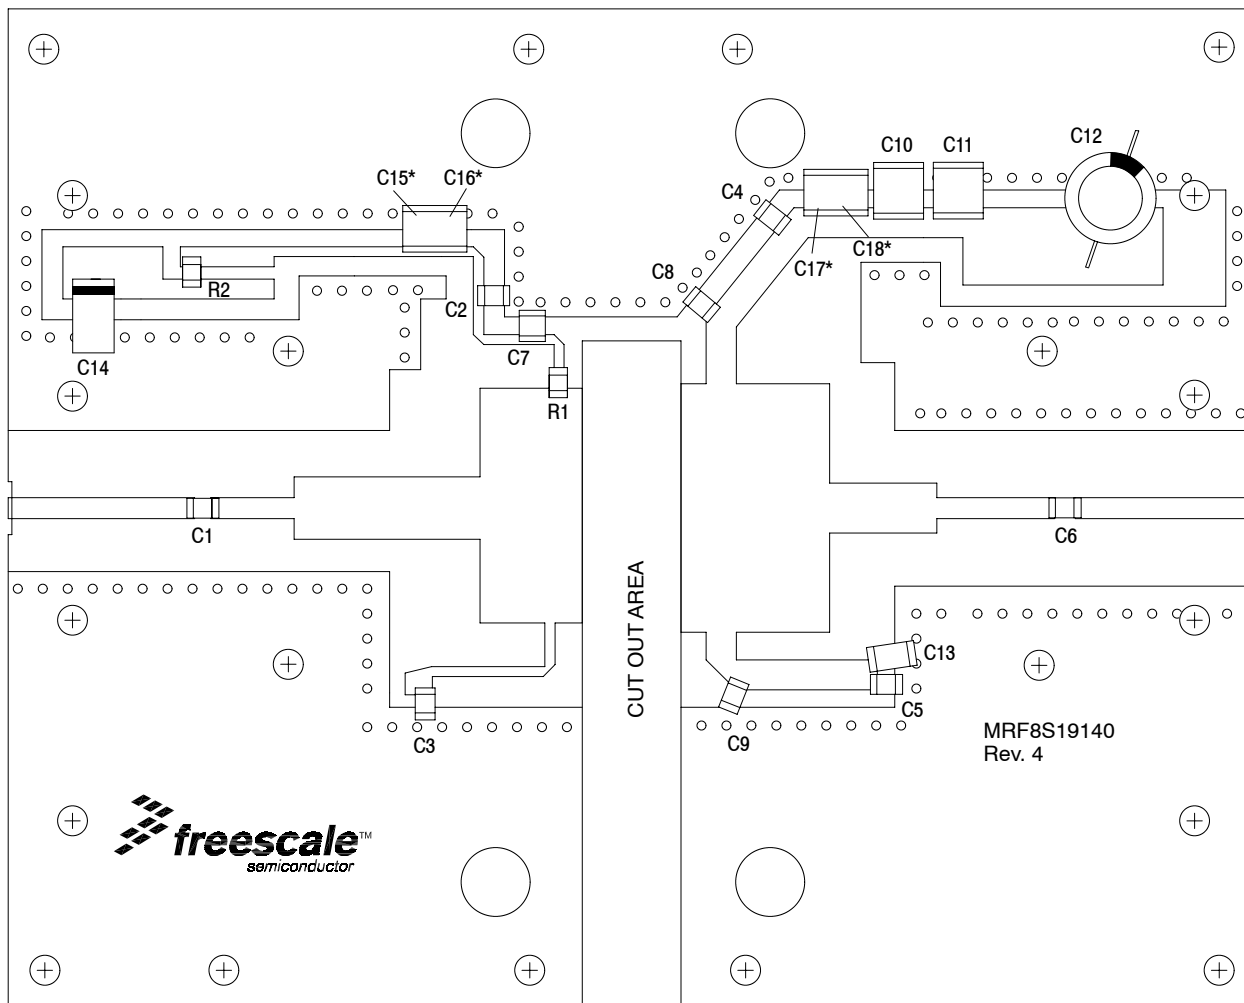 C12
C10 C11
C15* C16*
C4
C17* C18*
C8
R2
C2
C7
C14
R1
C1
C6
CUT OUT AREA
C13
C5
C3
C9
MRF8S19140
Rev. 4
freescale™
semiconductor